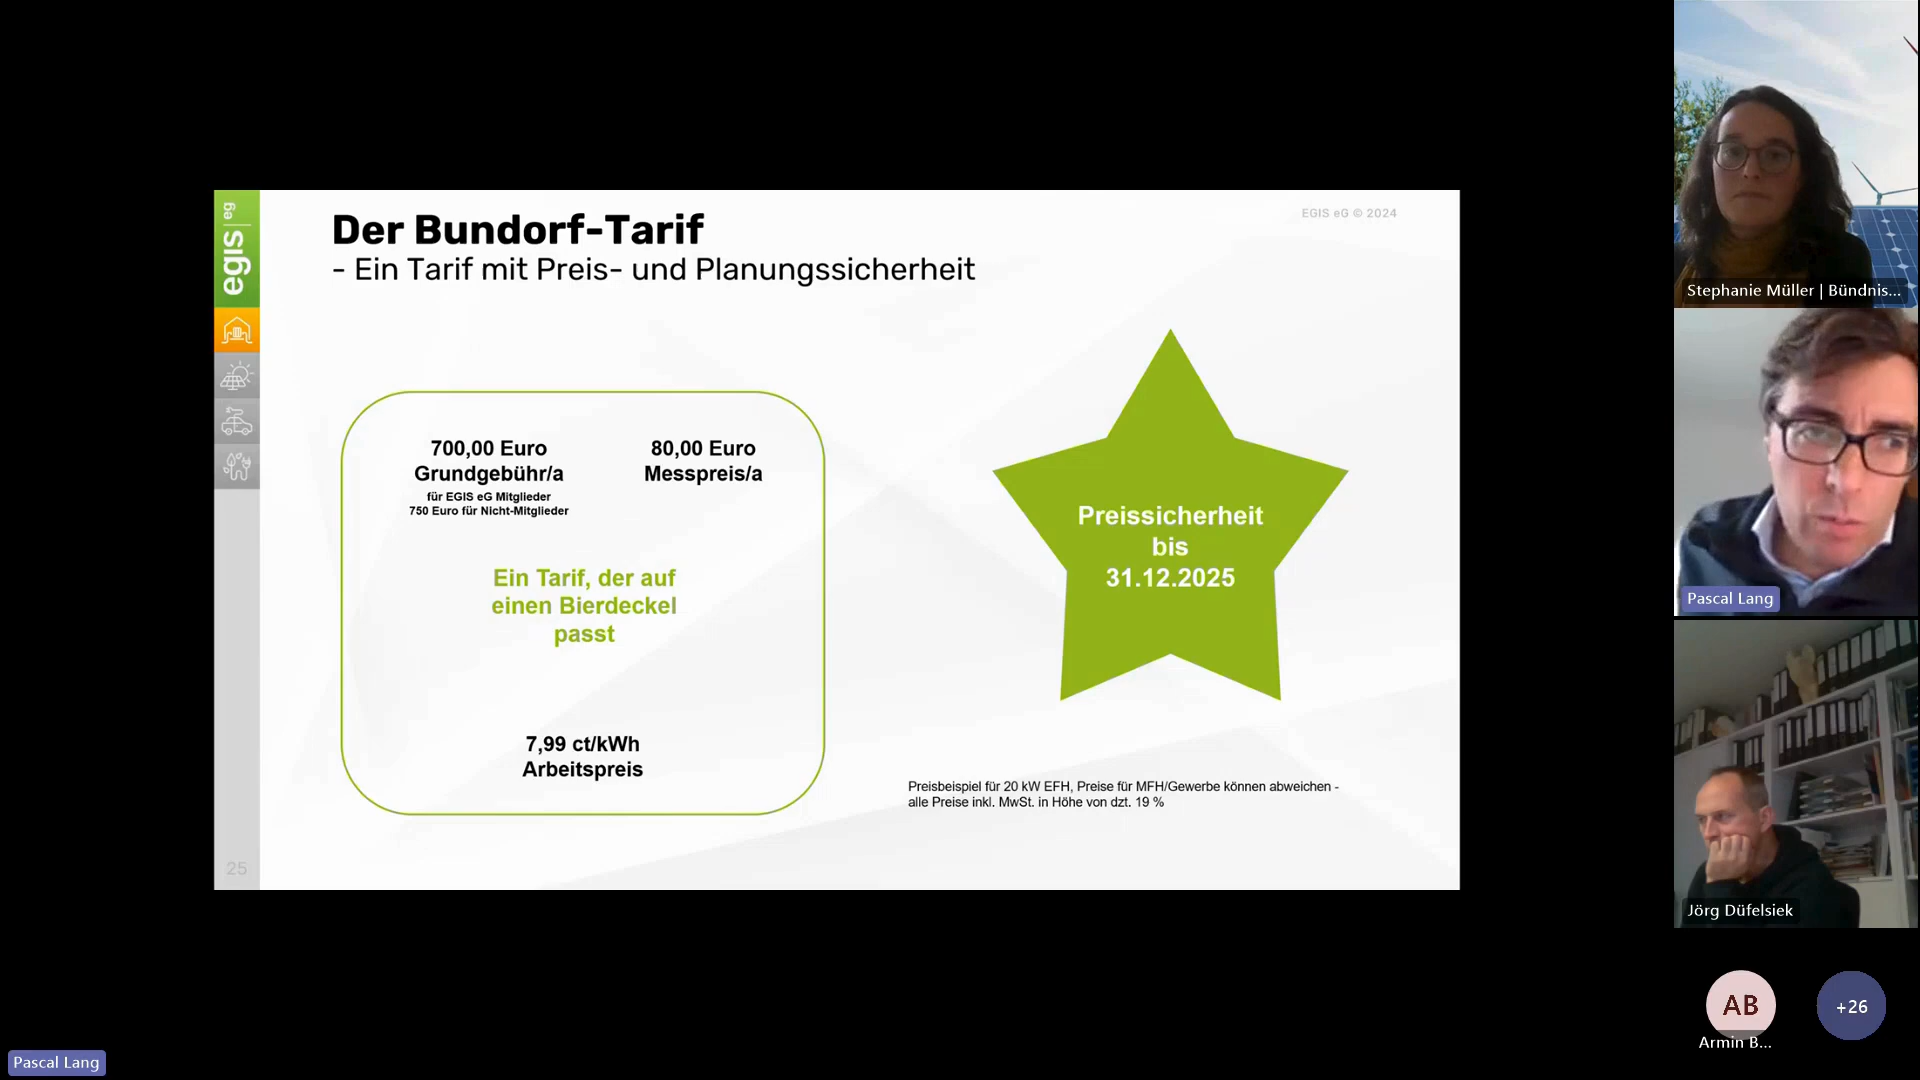 egis eg
Der Bundorf-Tarif
- Ein Tarif mit Preis- und Planungssicherheit
EGIS eG © 2024
700,00 Euro
Grundgebühr/a
für EGIS eG Mitglieder
750 Euro für Nicht-Mitglieder
80,00 Euro
Messpreis/a
Ein Tarif, der auf
einen Bierdeckel
passt
7,99 ct/kWh
Arbeitspreis
Preissicherheit
bis
31.12.2025
Preisbeispiel für 20 kW EFH, Preise für MFH/Gewerbe können abweichen -
alle Preise inkl. MwSt. in Höhe von dzt. 19 %
25
Stephanie Müller | Bündnis...
Pascal Lang
Jörg Düfelsiek
AB
Armin B...
+26
Pascal Lang